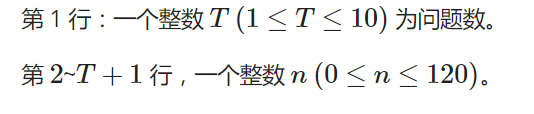 第 1 行：一个整数 T (1 ≤ T ≤ 10) 为问题数。
第 2~T + 1 行，一个整数 n (0 ≤ n ≤ 120)。